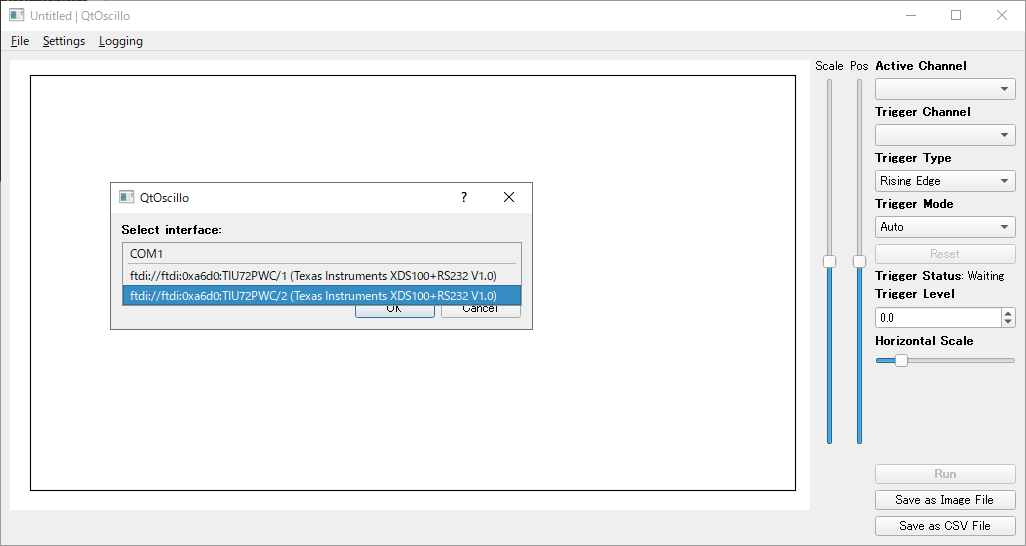 Untitled | QtOscillo
File Settings Logging
Scale Pos
Active Channel
Trigger Channel
Trigger Type
Rising Edge
Trigger Mode
Auto
Reset
Trigger Status: Waiting
Trigger Level
0.0
Horizontal Scale
Run
Save as Image File
Save as CSV File
QtOscillo ?
Select interface:
COM1
ftdi://ftdi:0xa6d0:TIU72PWC/1 (Texas Instruments XDS100+RS232 V1.0)
ftdi://ftdi:0xa6d0:TIU72PWC/2 (Texas Instruments XDS100+RS232 V1.0)
OK Cancel